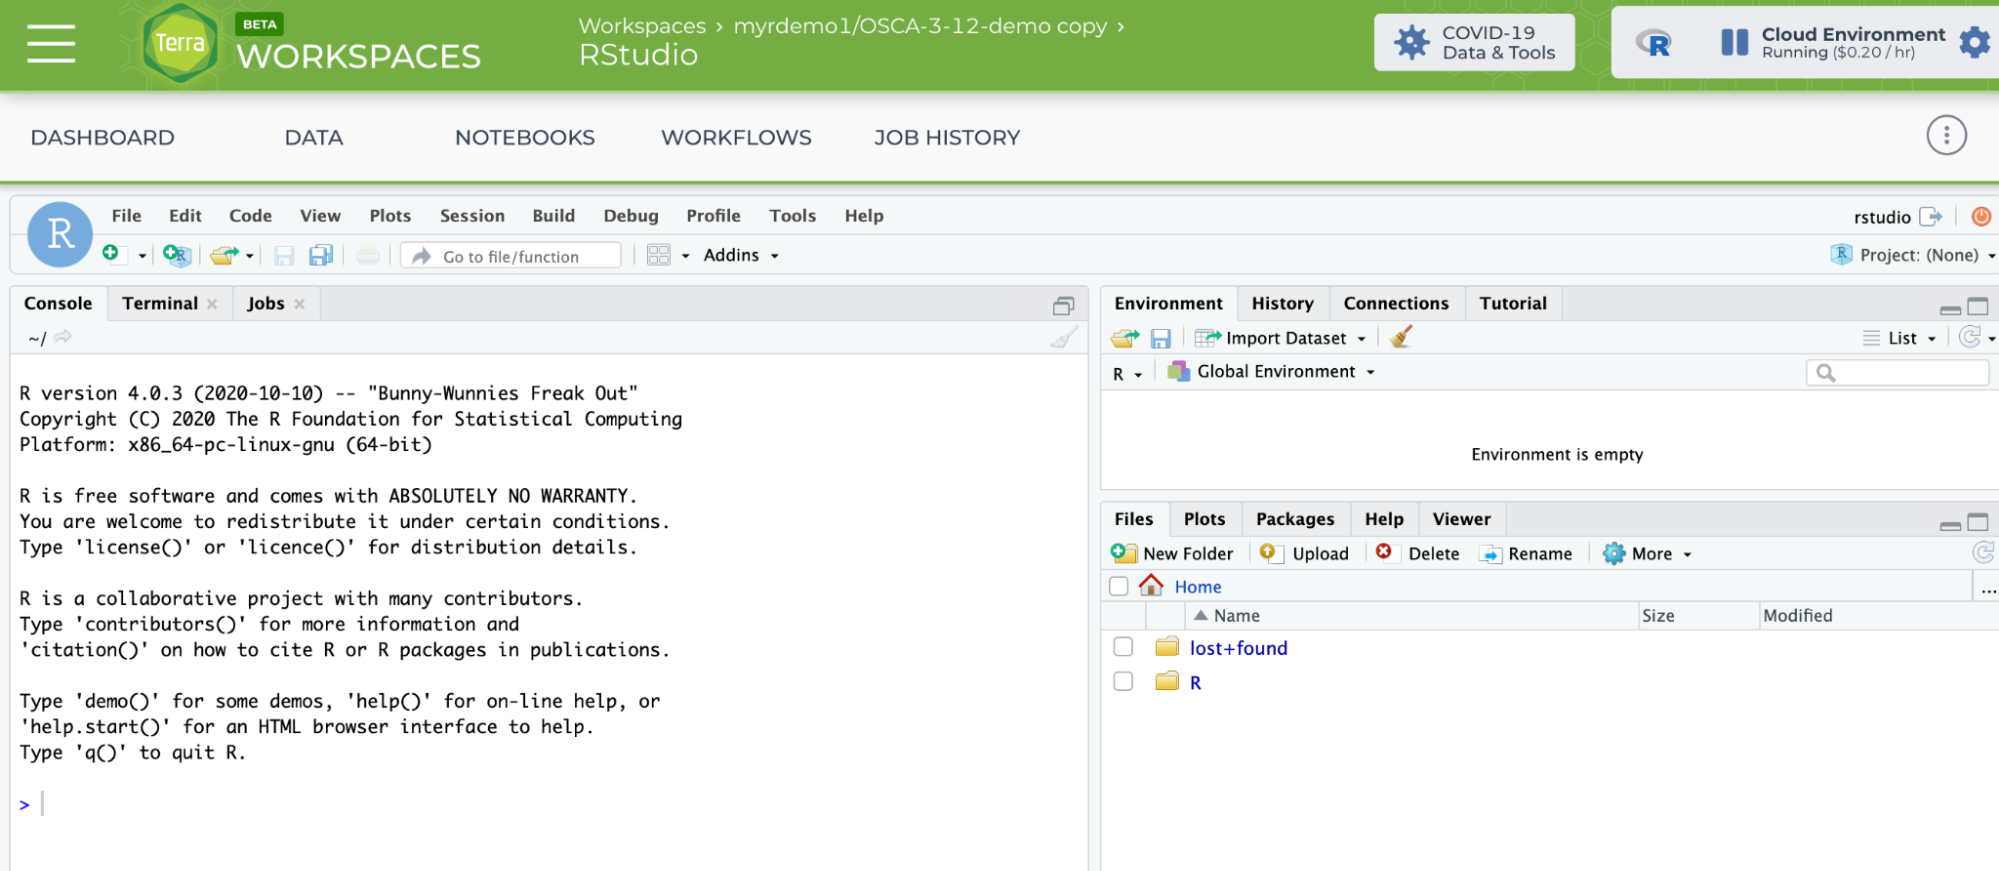 Terra
BETA
WORKSPACES
Workspaces › myrdemo1/OSCA-3-12-demo copy ›
RStudio
COVID-19
Data & Tools
R
Cloud Environment
Running ($0.20 / hr)
DASHBOARD
DATA
NOTEBOOKS
WORKFLOWS
JOB HISTORY
R
File Edit Code View Plots Session Build Debug Profile Tools Help
rstudio
Go to file/function
Addins
R Project: (None)
Console
Terminal
Jobs
~/
R version 4.0.3 (2020-10-10) -- "Bunny-Wunnies Freak Out"
Copyright (C) 2020 The R Foundation for Statistical Computing
Platform: x86_64-pc-linux-gnu (64-bit)
R is free software and comes with ABSOLUTELY NO WARRANTY.
You are welcome to redistribute it under certain conditions.
Type 'license()' or 'licence()' for distribution details.
R is a collaborative project with many contributors.
Type 'contributors()' for more information and
'citation()' on how to cite R or R packages in publications.
Type 'demo()' for some demos, 'help()' for on-line help, or
'help.start()' for an HTML browser interface to help.
Type 'q()' to quit R.
>
Environment History Connections Tutorial
Import Dataset
List
R
Global Environment
Environment is empty
Files Plots Packages Help Viewer
New Folder Upload Delete Rename More
Home
...
Name Size Modified
lost+found
R